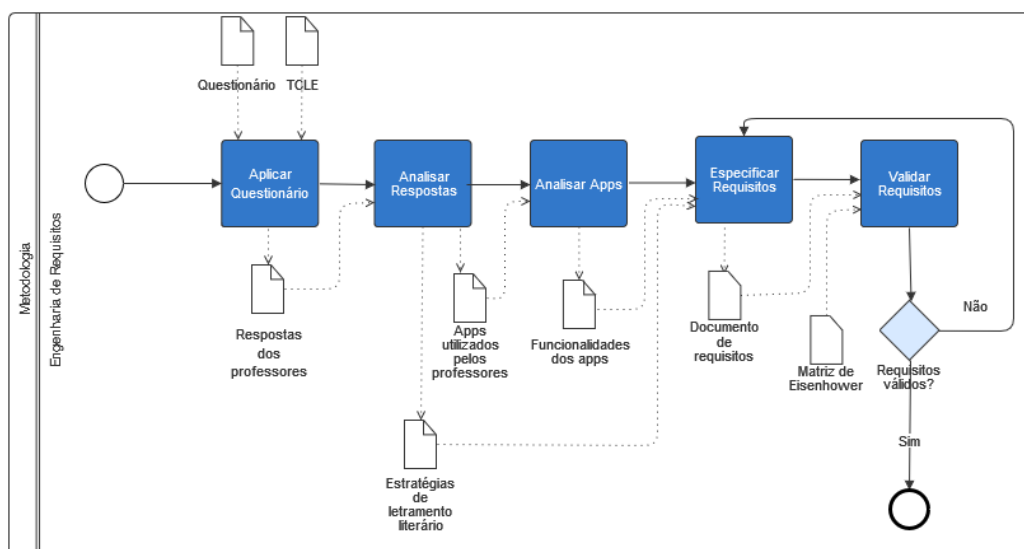 Metodologia
Engenharia de Requisitos
Questionário
TCLE
Aplicar
Questionário
Analisar
Respostas
Analisar Apps
Especificar
Requisitos
Validar
Requisitos
Respostas
dos
professores
Apps
utilizados
pelos
professores
Funcionalidades
dos apps
Documento
de
requisitos
Matriz de
Eisenhower
Não
Requisitos
válidos?
Sim
Estratégias
de
letramento
literário